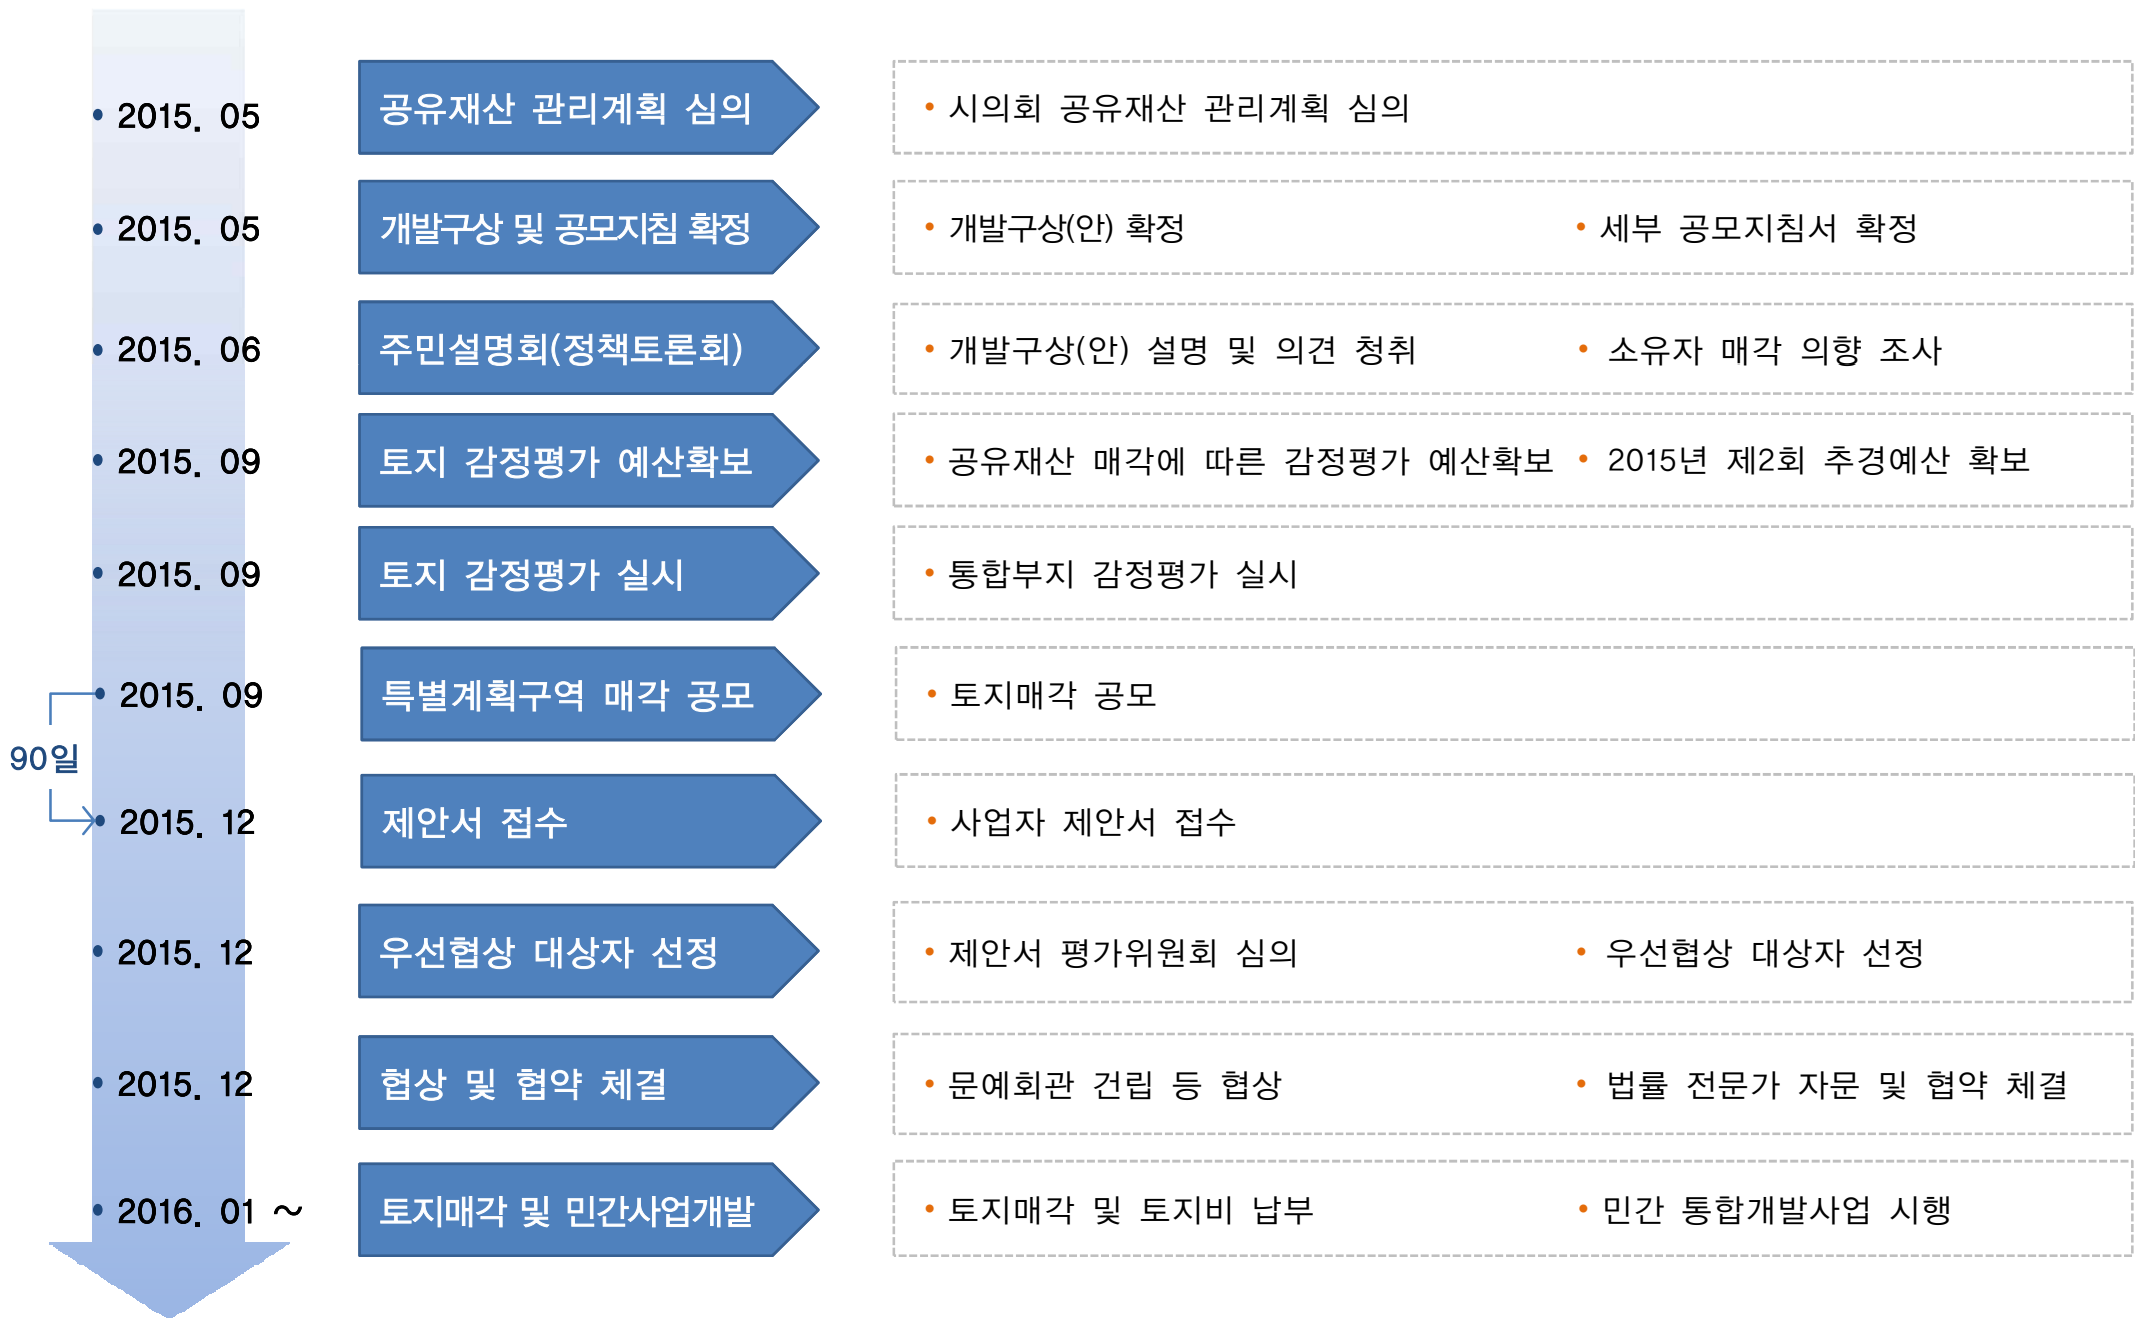 2015. 05 공유재산 관리계획 심의 • 시의회 공유재산 관리계획 심의
2015. 05 개발구상 및 공모지침 확정 • 개발구상(안) 확정 • 세부 공모지침서 확정
2015. 06 주민설명회(정책토론회) • 개발구상(안) 설명 및 의견 청취 • 소유자 매각 의향 조사
2015. 09 토지 감정평가 예산확보 • 공유재산 매각에 따른 감정평가 예산확보 • 2015년 제2회 추경예산 확보
2015. 09 토지 감정평가 실시 • 통합부지 감정평가 실시
2015. 09 특별계획구역 매각 공모 • 토지매각 공모
90일
2015. 12 제안서 접수 • 사업자 제안서 접수
2015. 12 우선협상 대상자 선정 • 제안서 평가위원회 심의 • 우선협상 대상자 선정
2015. 12 협상 및 협약 체결 • 문예회관 건립 등 협상 • 법률 전문가 자문 및 협약 체결
2016. 01 ~ 토지매각 및 민간사업개발 • 토지매각 및 토지비 납부 • 민간 통합개발사업 시행